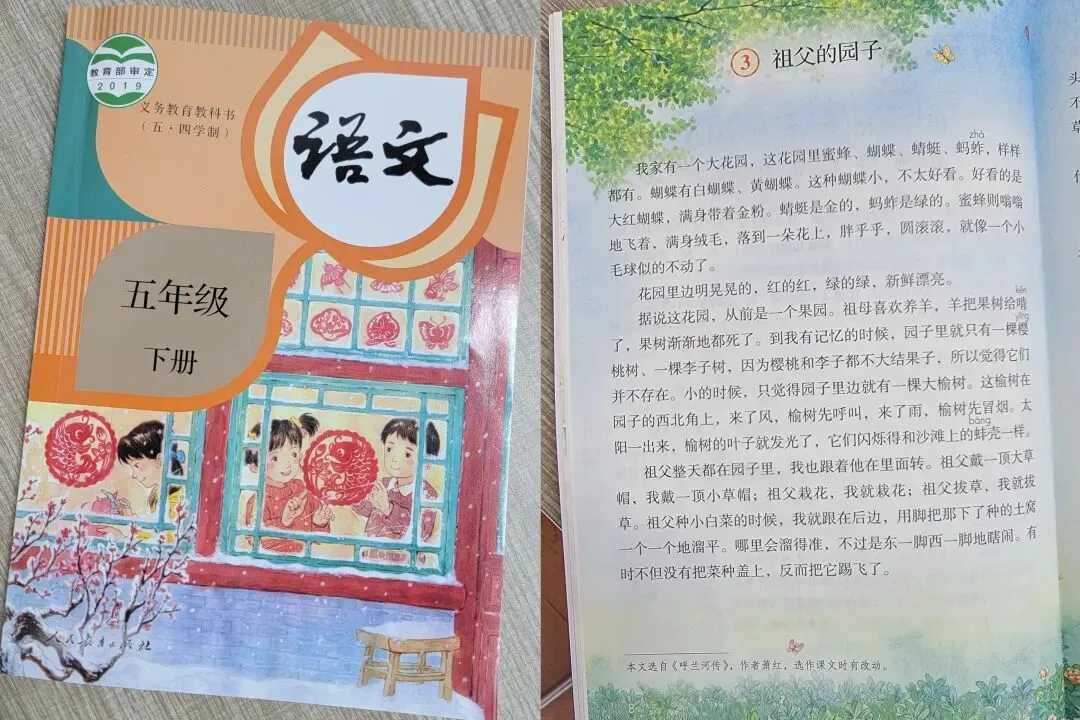 教育部审定
2019
义务教育教科书
（五·四学制）
语文
五年级
下册
人民教育出版社
3 祖父的园子
zhà
我家有一个大花园，这花园里蜜蜂、蝴蝶、蜻蜓、蚂蚱，样样
都有。蝴蝶有白蝴蝶、黄蝴蝶。这种蝴蝶小，不太好看。好看的是
大红蝴蝶，满身带着金粉。蜻蜓是金的，蚂蚱是绿的。蜜蜂则嗡嗡
地飞着，满身绒毛，落到一朵花上，胖乎乎，圆滚滚，就像一个小
毛球似的不动了。
花园里边明晃晃的，红的红，绿的绿，新鲜漂亮。
kěn
据说这花园，从前是一个果园。祖母喜欢养羊，羊把果树给啃
yīng
了，果树渐渐地都死了。到我有记忆的时候，园子里就只有一棵樱
桃树、一棵李子树，因为樱桃和李子都不大结果子，所以觉得它们
并不存在。小的时候，只觉得园子里边就有一棵大榆树。这榆树在
园子的西北角上，来了风，榆树先呼叫，来了雨，榆树先冒烟。太
bàng
阳一出来，榆树的叶子就发光了，它们闪烁得和沙滩上的蚌壳一样。
祖父整天都在园子里，我也跟着他在里面转。祖父戴一顶大草
帽，我戴一顶小草帽；祖父栽花，我就栽花；祖父拔草，我就拔
草。祖父种小白菜的时候，我就跟在后边，用脚把那下了种的土窝
一个一个地溜平。哪里会溜得准，不过是东一脚西一脚地瞎闹。有
时不但没有把菜种盖上，反而把它踢飞了。
本文选自《呼兰河传》，作者萧红，选作课文时有改动。
8
头
不
草